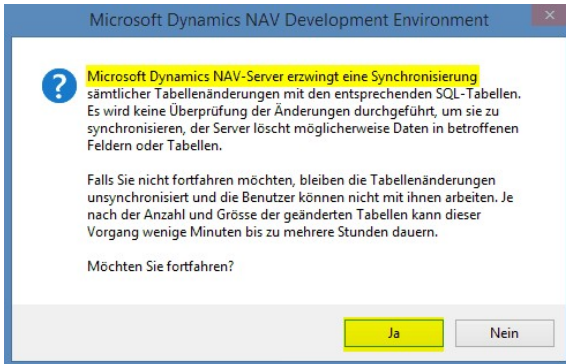 Microsoft Dynamics NAV Development Environment
Microsoft Dynamics NAV-Server erzwingt eine Synchronisierung
sämtlicher Tabellenänderungen mit den entsprechenden SQL-Tabellen.
Es wird keine Überprüfung der Änderungen durchgeführt, um sie zu
synchronisieren, der Server löscht möglicherweise Daten in betroffenen
Feldern oder Tabellen.
Falls Sie nicht fortfahren möchten, bleiben die Tabellenänderungen
unsynchronisiert und die Benutzer können nicht mit ihnen arbeiten. Je
nach der Anzahl und Grösse der geänderten Tabellen kann dieser
Vorgang wenige Minuten bis zu mehrere Stunden dauern.
Möchten Sie fortfahren?
Ja
Nein